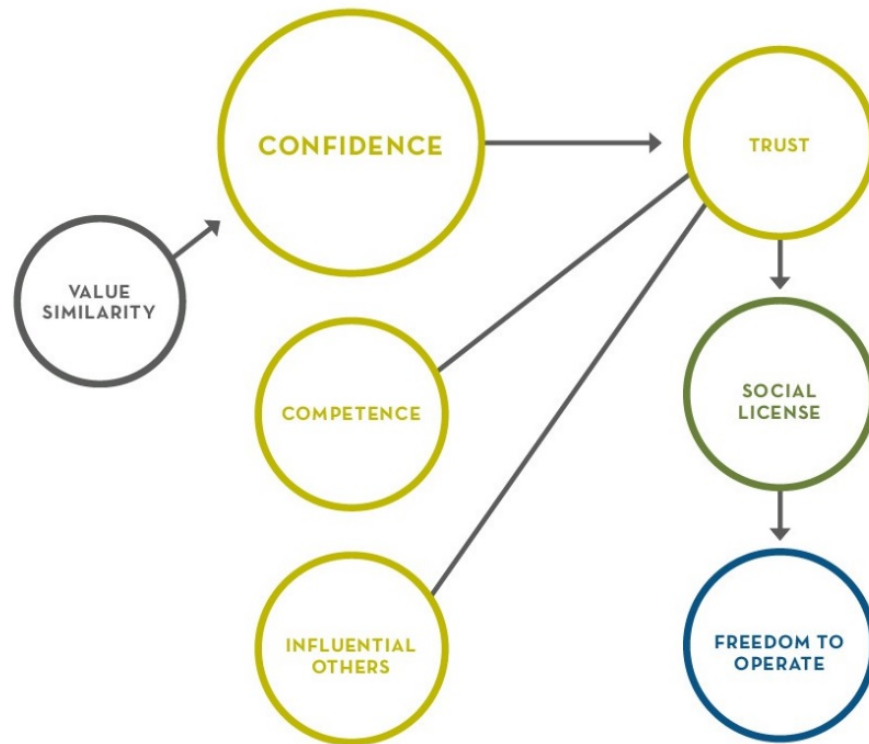 CONFIDENCE
TRUST
VALUE
SIMILARITY
COMPETENCE
SOCIAL
LICENSE
INFLUENTIAL
OTHERS
FREEDOM TO
OPERATE